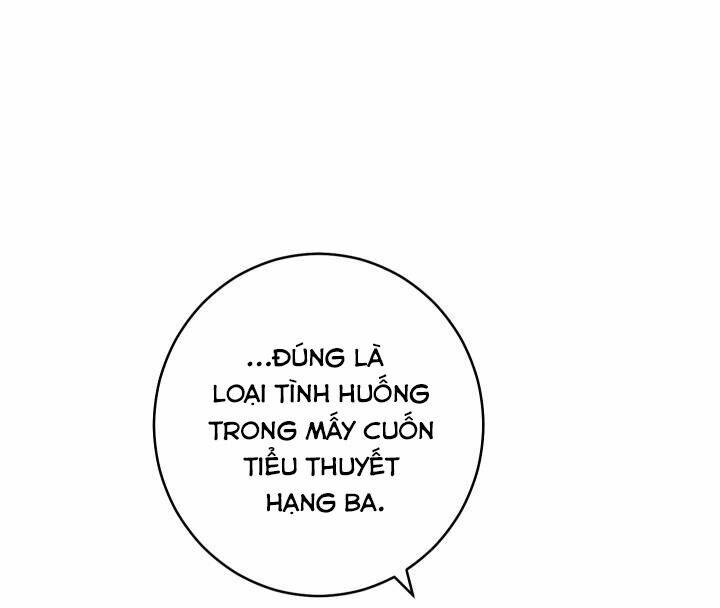 ...ĐÚNG LÀ
LOẠI TÌNH HUỐNG
TRONG MẤY CUỐN
TIỂU THUYẾT
HẠNG BA.